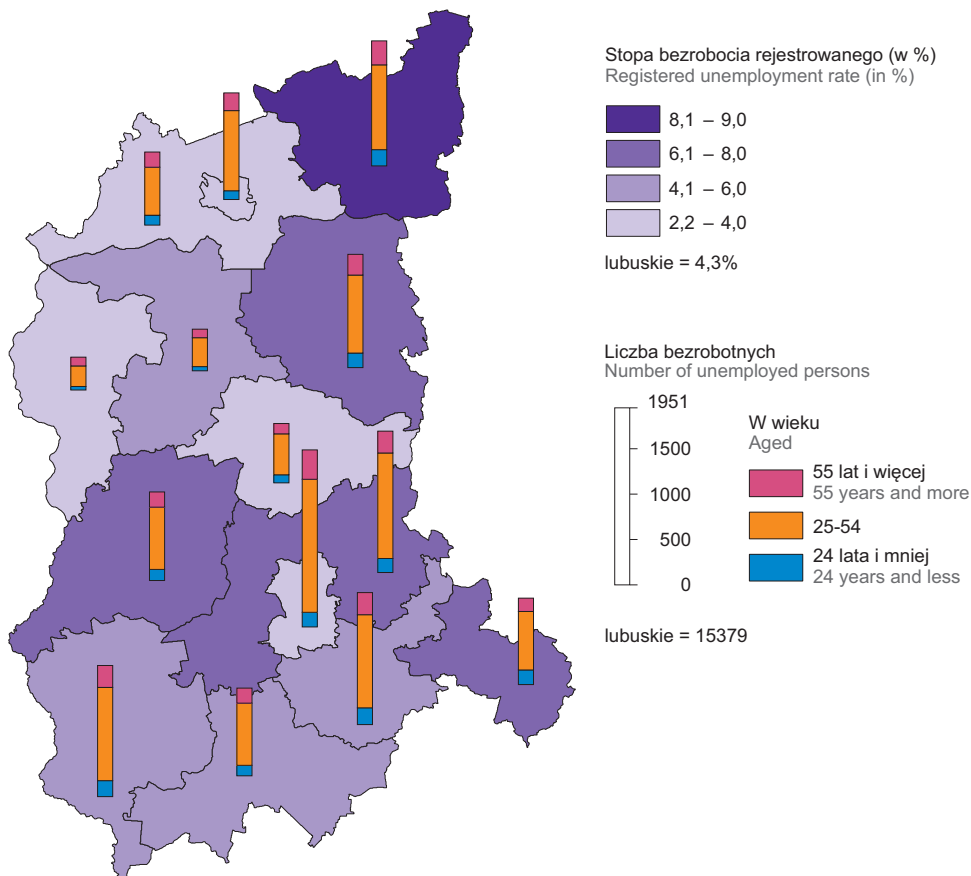 Stopa bezrobocia rejestrowanego (w %)
Registered unemployment rate (in %)
8,1 – 9,0
6,1 – 8,0
4,1 – 6,0
2,2 – 4,0
lubuskie = 4,3%
Liczba bezrobotnych
Number of unemployed persons
1951
1500
1000
500
0
W wieku
Aged
55 lat i więcej
55 years and more
25-54
24 lata i mniej
24 years and less
lubuskie = 15379